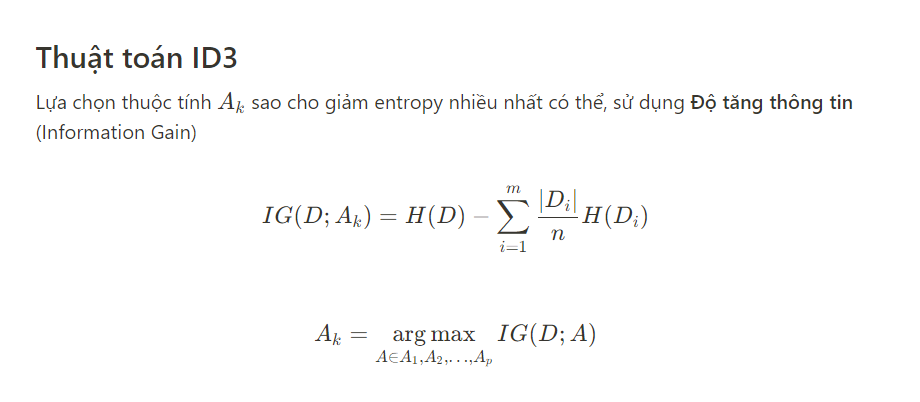 Thuật toán ID3
Lựa chọn thuộc tính $A_k$ sao cho giảm entropy nhiều nhất có thể, sử dụng Độ tăng thông tin
(Information Gain)
$IG(D; A_k) = H(D) - \sum_{i=1}^{m} \frac{|D_i|}{n} H(D_i)$
$A_k = \underset{A \in A_1, A_2, \ldots, A_p}{\arg\max} IG(D; A)$